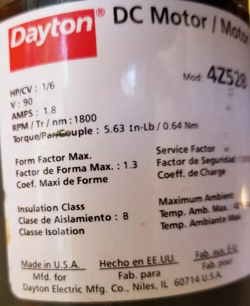 Dayton® DC Motor / Motor
Mod: 4Z528
HP/CV : 1/6
V : 90
AMPS : 1.8
RPM / Tr / nm : 1800
Torque/Par/Couple : 5.63 In-Lb / 0.64 Nm
Form Factor Max. Service Factor
Factor de Forma Max. : 1.3 Factor de Seguridad
Coef. Maxi de Forme Coeff. de Charge
Insulation Class Maximum Ambient
Clase de Aislamiento : B Temp. Amb. Max.
Classe Isolation Temp. Ambiante
Made in U.S.A. Hecho en EE.UU. Fab. aux
Mfd. for Fab. para Fab. pour
Dayton Electric Mfg. Co., Niles, IL 60714 U.S.A.